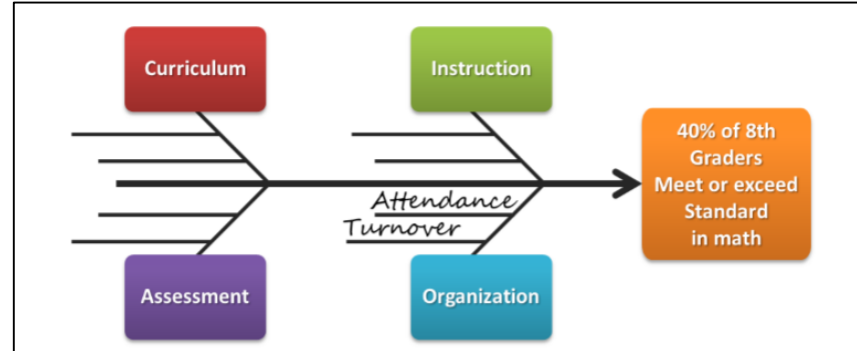 Curriculum
Instruction
40% of 8th
Graders
Meet or exceed
Standard
in math
Attendance
Turnover
Assessment
Organization